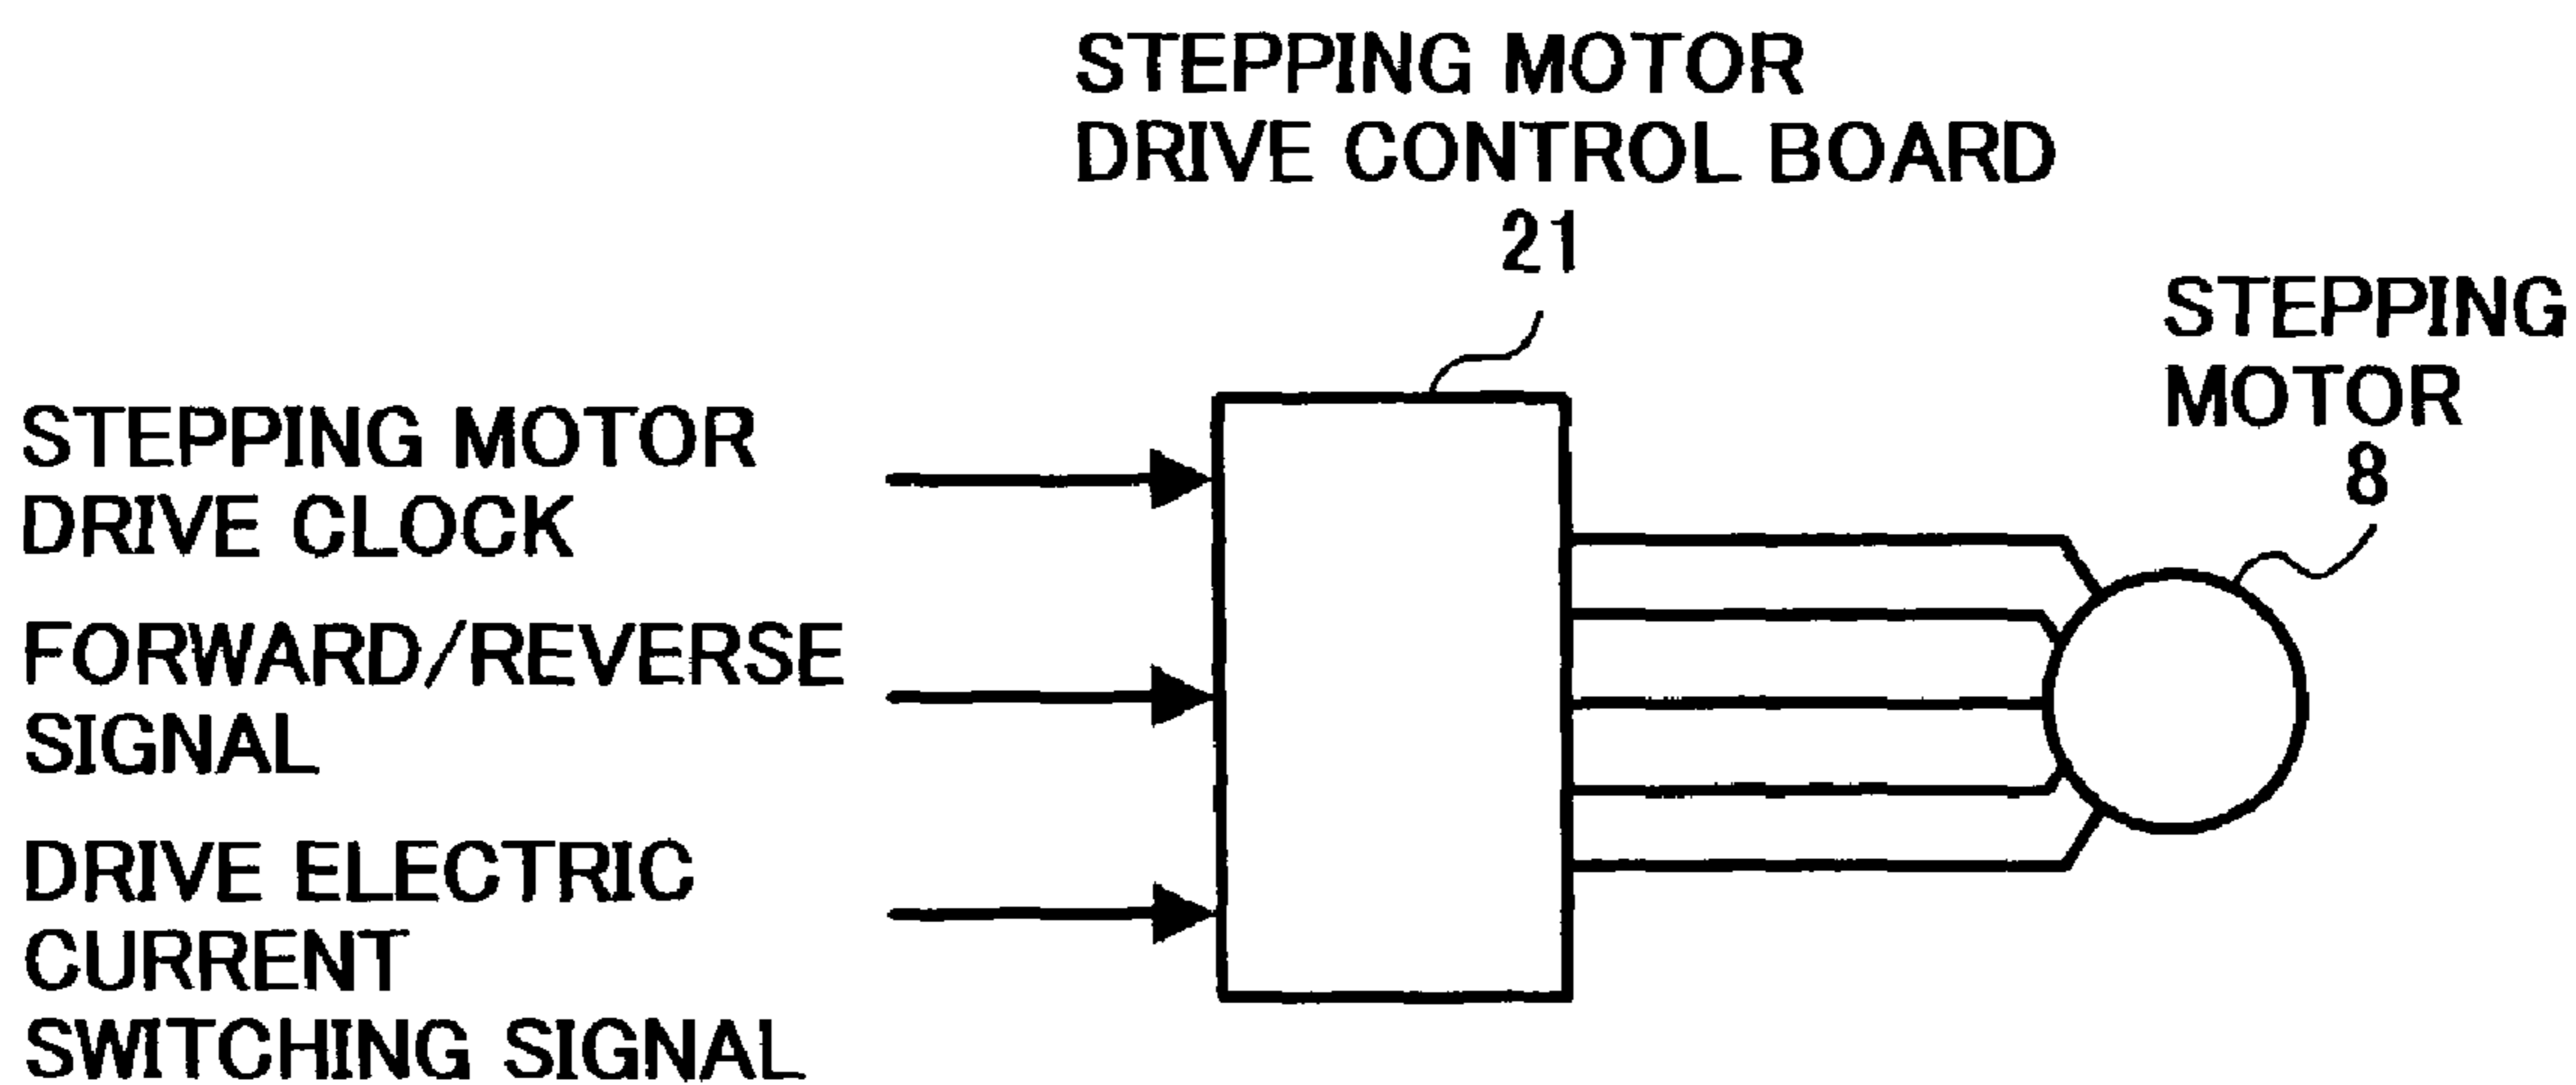 STEPPING MOTOR
DRIVE CONTROL BOARD
21
STEPPING
MOTOR
8
STEPPING MOTOR
DRIVE CLOCK
FORWARD/REVERSE
SIGNAL
DRIVE ELECTRIC
CURRENT
SWITCHING SIGNAL